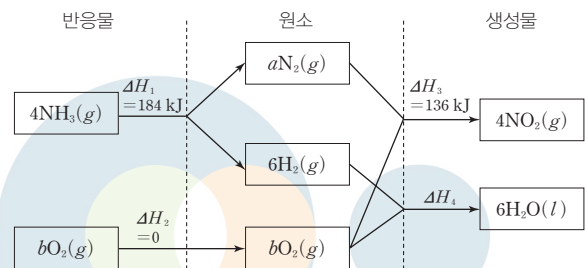 반응물 원소 생성물
aN₂(g)
ΔH₁
=184 kJ
ΔH₃
=136 kJ
4NH₃(g)
4NO₂(g)
6H₂(g)
ΔH₄
6H₂O(l)
ΔH₂
=0
bO₂(g)
bO₂(g)